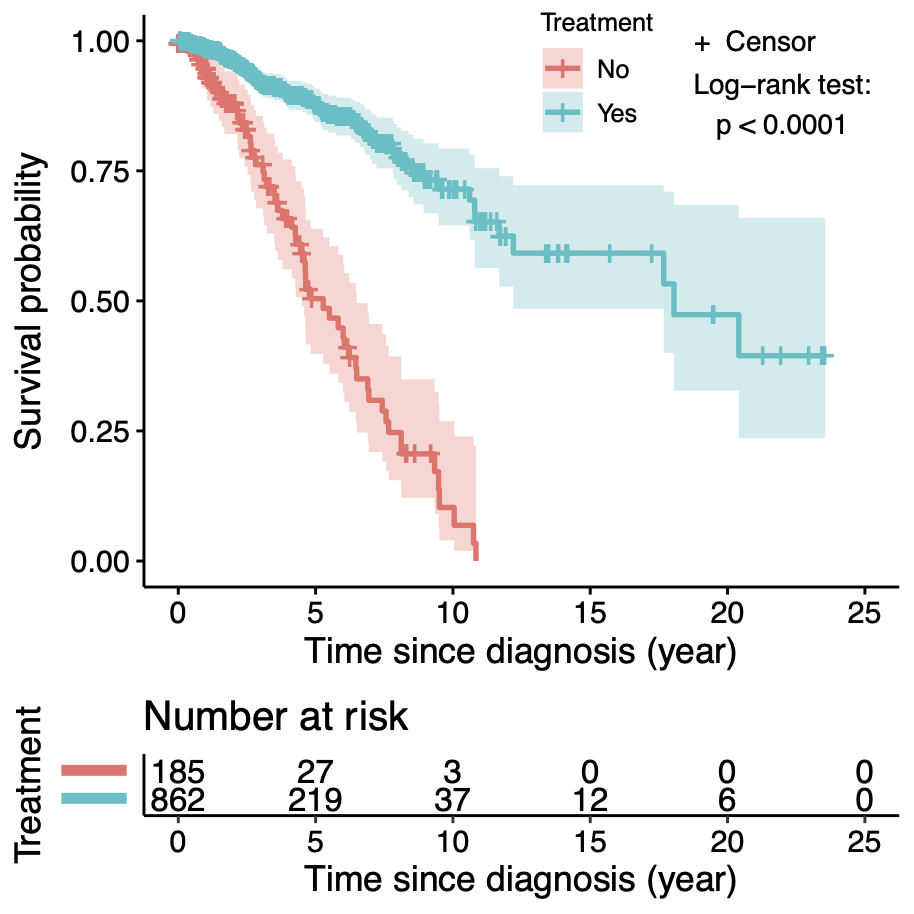 Treatment
No
Yes
+ Censor
Log−rank test:
p < 0.0001
Survival probability
1.00
0.75
0.50
0.25
0.00
0 5 10 15 20 25
Time since diagnosis (year)
Number at risk
Treatment
185 27 3 0 0 0
862 219 37 12 6 0
0 5 10 15 20 25
Time since diagnosis (year)